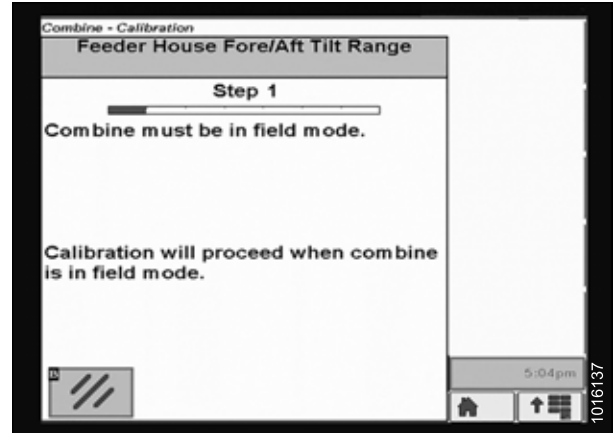 Combine - Calibration
Feeder House Fore/Aft Tilt Range
Step 1
Combine must be in field mode.
Calibration will proceed when combine
is in field mode.
5:04pm
1016137